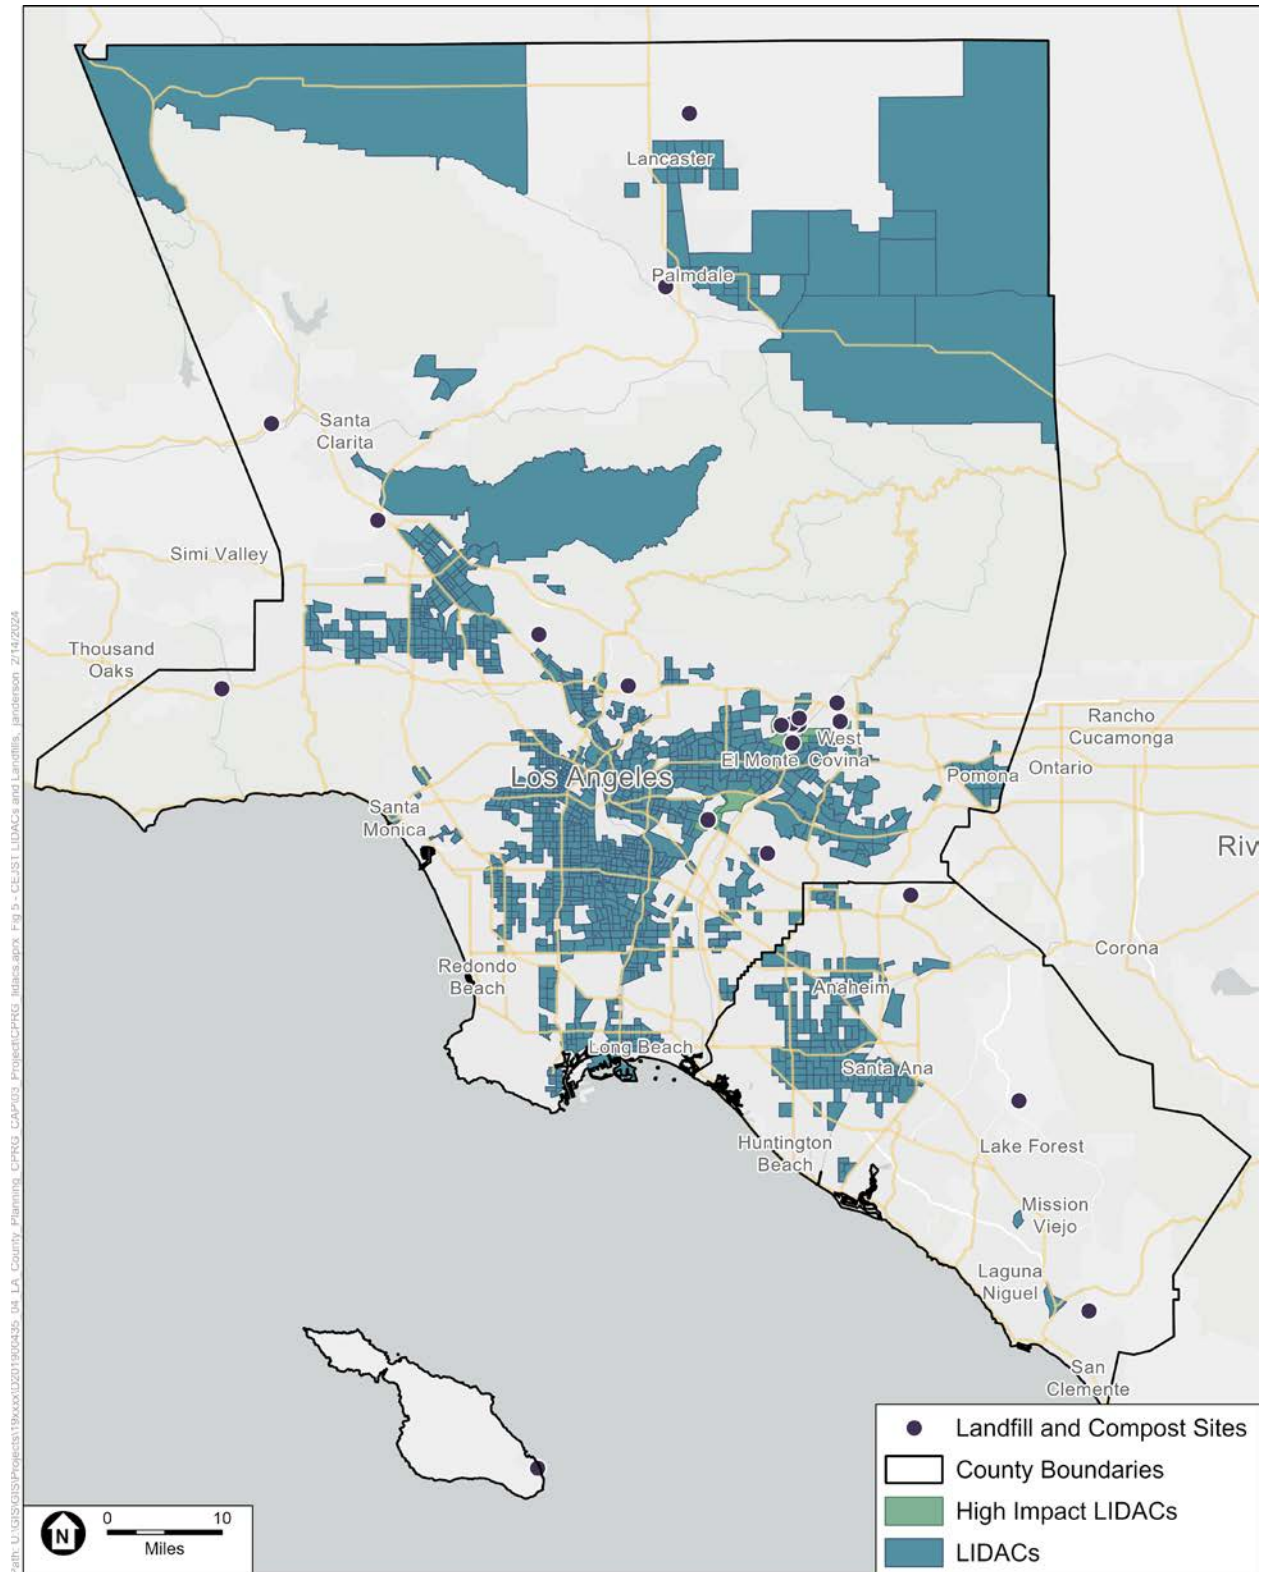 Lancaster
Palmdale
Santa
Clarita
Simi Valley
Thousand
Oaks
Rancho
Cucamonga
West
El Monte Covina
Pomona
Ontario
Los Angeles
Santa
Monica
Riv
Corona
Redondo
Beach
Anaheim
Long Beach
Santa Ana
Huntington
Beach
Lake Forest
Mission
Viejo
Laguna
Niguel
San
Clemente
Landfill and Compost Sites
County Boundaries
High Impact LIDACs
LIDACs
N
0 10
Miles